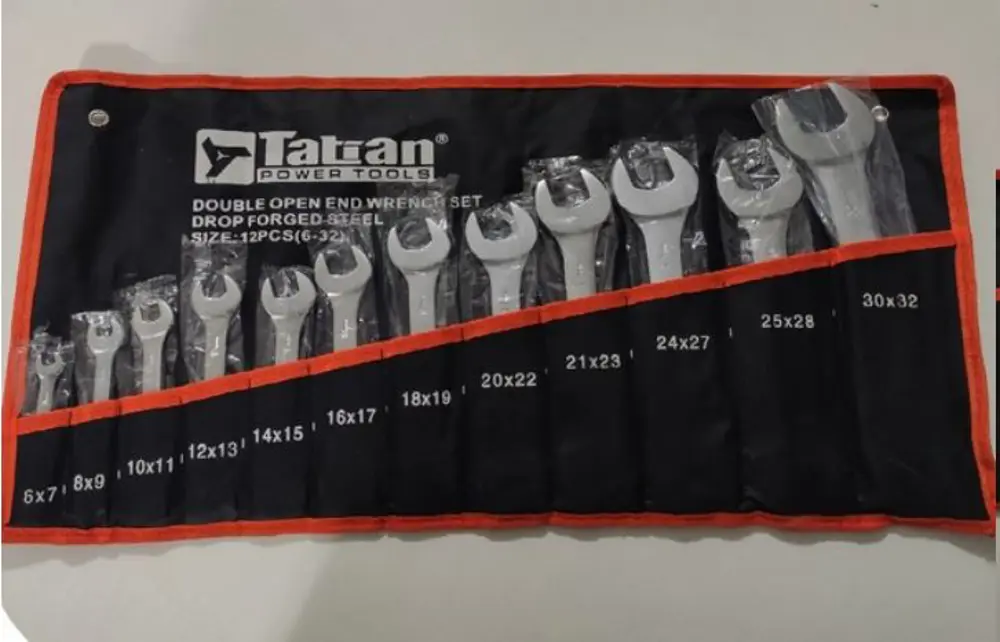 Tatian®
POWER TOOLS
DOUBLE OPEN END WRENCH SET
DROP FORGED STEEL
SIZE:12PCS(6-32)
6x7
8x9
10x11
12x13
14x15
16x17
18x19
20x22
21x23
24x27
25x28
30x32